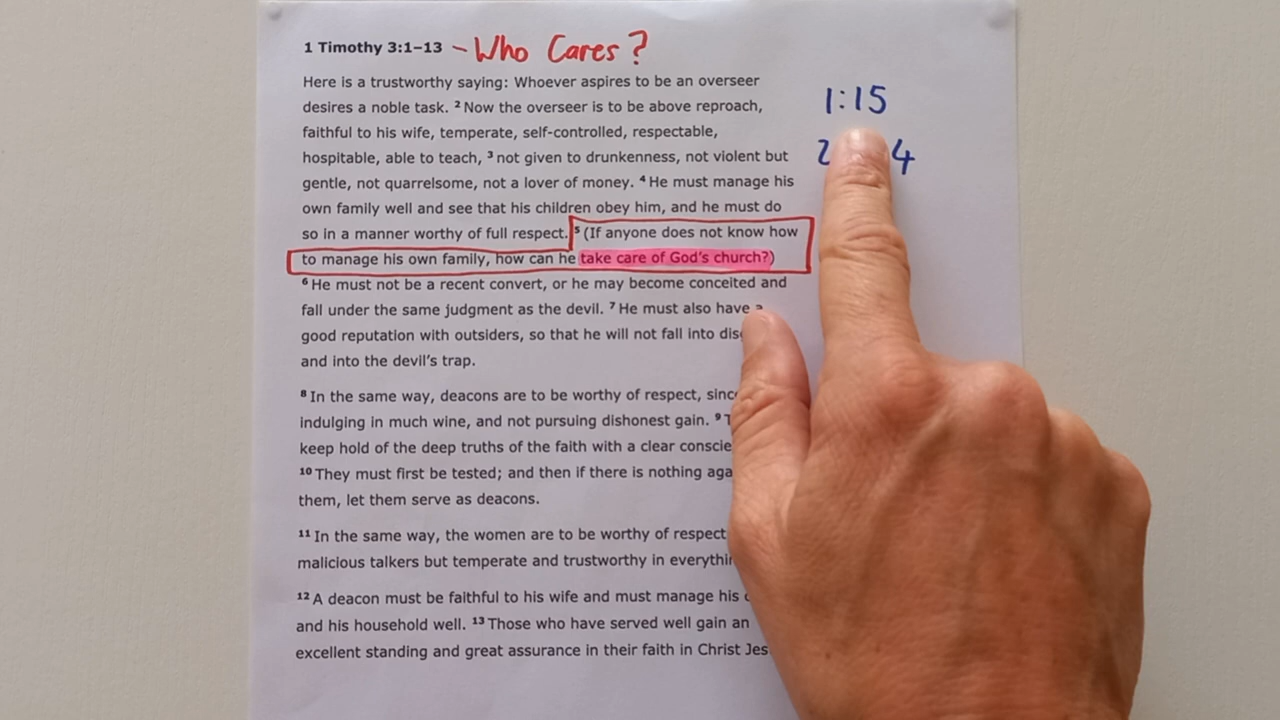 1 Timothy 3:1–13 – Who Cares?
Here is a trustworthy saying: Whoever aspires to be an overseer
desires a noble task. ² Now the overseer is to be above reproach,
faithful to his wife, temperate, self-controlled, respectable,
hospitable, able to teach, ³ not given to drunkenness, not violent but
gentle, not quarrelsome, not a lover of money. ⁴ He must manage his
own family well and see that his children obey him, and he must do
so in a manner worthy of full respect. ⁵ (If anyone does not know how
to manage his own family, how can he take care of God's church?)
⁶ He must not be a recent convert, or he may become conceited and
fall under the same judgment as the devil. ⁷ He must also have a
good reputation with outsiders, so that he will not fall into
and into the devil's trap.
⁸ In the same way, deacons are to be worthy of respect,
indulging in much wine, and not pursuing dishonest gain. ⁹
keep hold of the deep truths of the faith with a clear
¹⁰ They must first be tested; and then if there is nothing
them, let them serve as deacons.
¹¹ In the same way, the women are to be worthy of respect
malicious talkers but temperate and trustworthy in
¹² A deacon must be faithful to his wife and must manage his
and his household well. ¹³ Those who have served well gain an
excellent standing and great assurance in their faith in Christ
1:15
2 4